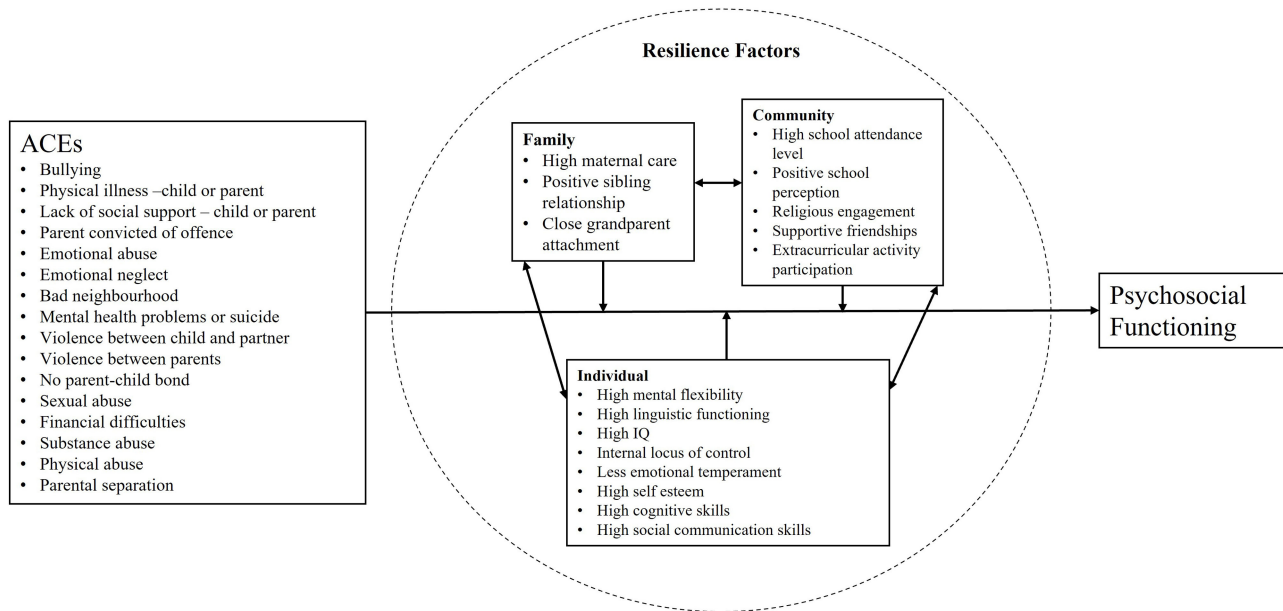 Resilience Factors
ACEs
• Bullying
• Physical illness –child or parent
• Lack of social support – child or parent
• Parent convicted of offence
• Emotional abuse
• Emotional neglect
• Bad neighbourhood
• Mental health problems or suicide
• Violence between child and partner
• Violence between parents
• No parent-child bond
• Sexual abuse
• Financial difficulties
• Substance abuse
• Physical abuse
• Parental separation
Family
• High maternal care
• Positive sibling
relationship
• Close grandparent
attachment
Community
• High school attendance
level
• Positive school
perception
• Religious engagement
• Supportive friendships
• Extracurricular activity
participation
Individual
• High mental flexibility
• High linguistic functioning
• High IQ
• Internal locus of control
• Less emotional temperament
• High self esteem
• High cognitive skills
• High social communication skills
Psychosocial
Functioning